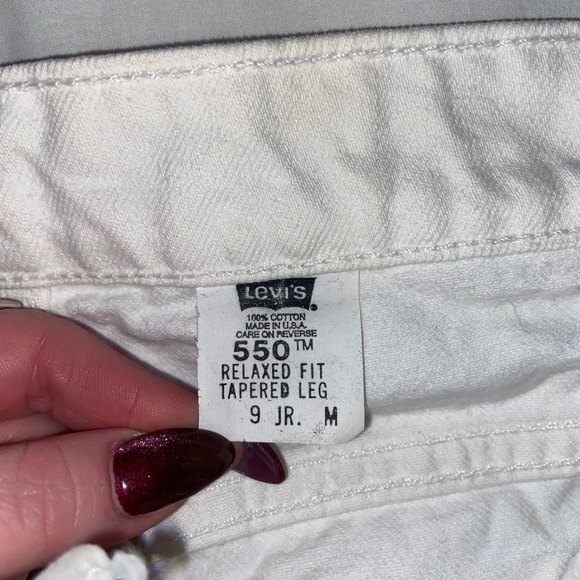 Levi's
100% COTTON
MADE IN U.S.A.
CARE ON REVERSE
550™
RELAXED FIT
TAPERED LEG
9 JR. M